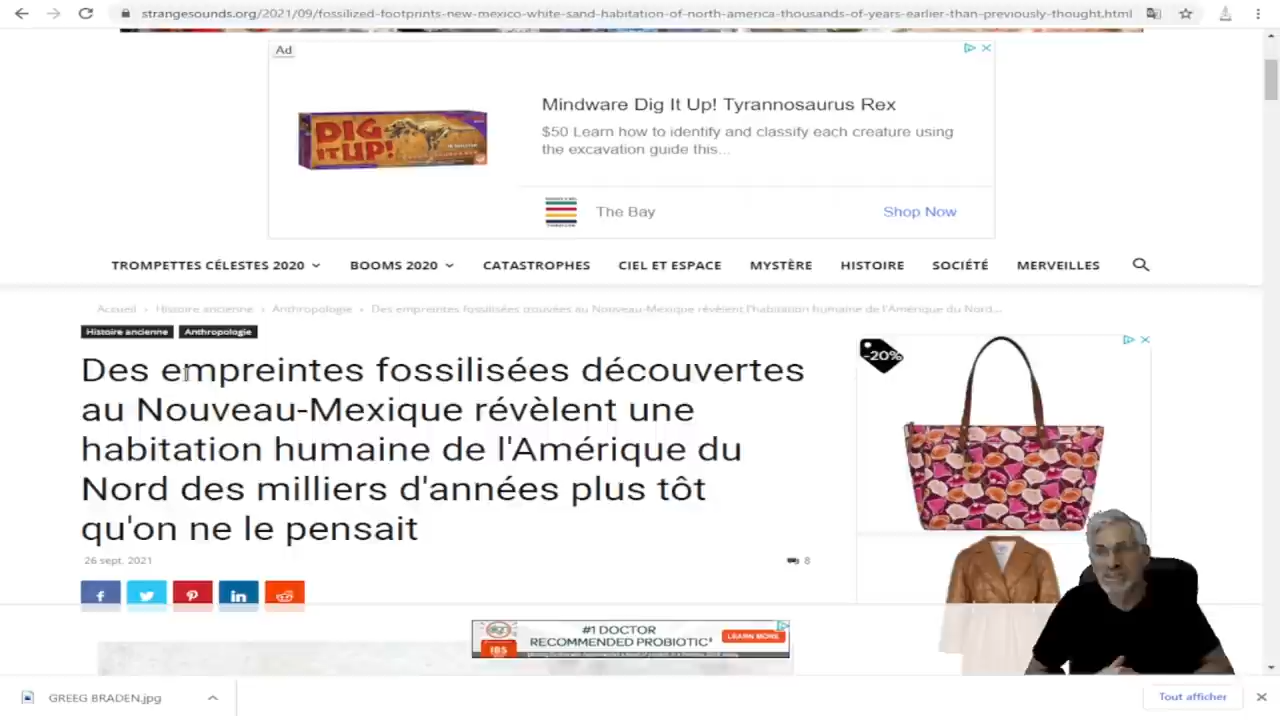 strangesounds.org/2021/09/fossilized-footprints-new-mexico-white-sand-habitation-of-north-america-thousands-of-years-earlier-than-previously-thought.html
Ad
Mindware Dig It Up! Tyrannosaurus Rex
$50 Learn how to identify and classify each creature using
the excavation guide this...
DIG
IT UP!
The Bay
Shop Now
TROMPETTES CÉLESTES 2020
BOOMS 2020
CATASTROPHES
CIEL ET ESPACE
MYSTÈRE
HISTOIRE
SOCIÉTÉ
MERVEILLES
Accueil › Histoire ancienne › Anthropologie › Des empreintes fossilisées trouvées au Nouveau-Mexique révèlent l'habitation humaine de l'Amérique du Nord...
Histoire ancienne
Anthropologie
-20%
Des empreintes fossilisées découvertes
au Nouveau-Mexique révèlent une
habitation humaine de l'Amérique du
Nord des milliers d'années plus tôt
qu'on ne le pensait
26 sept. 2021
8
#1 DOCTOR
RECOMMENDED PROBIOTIC
IBS
LEARN MORE
GREEG BRADEN.jpg
Tout afficher